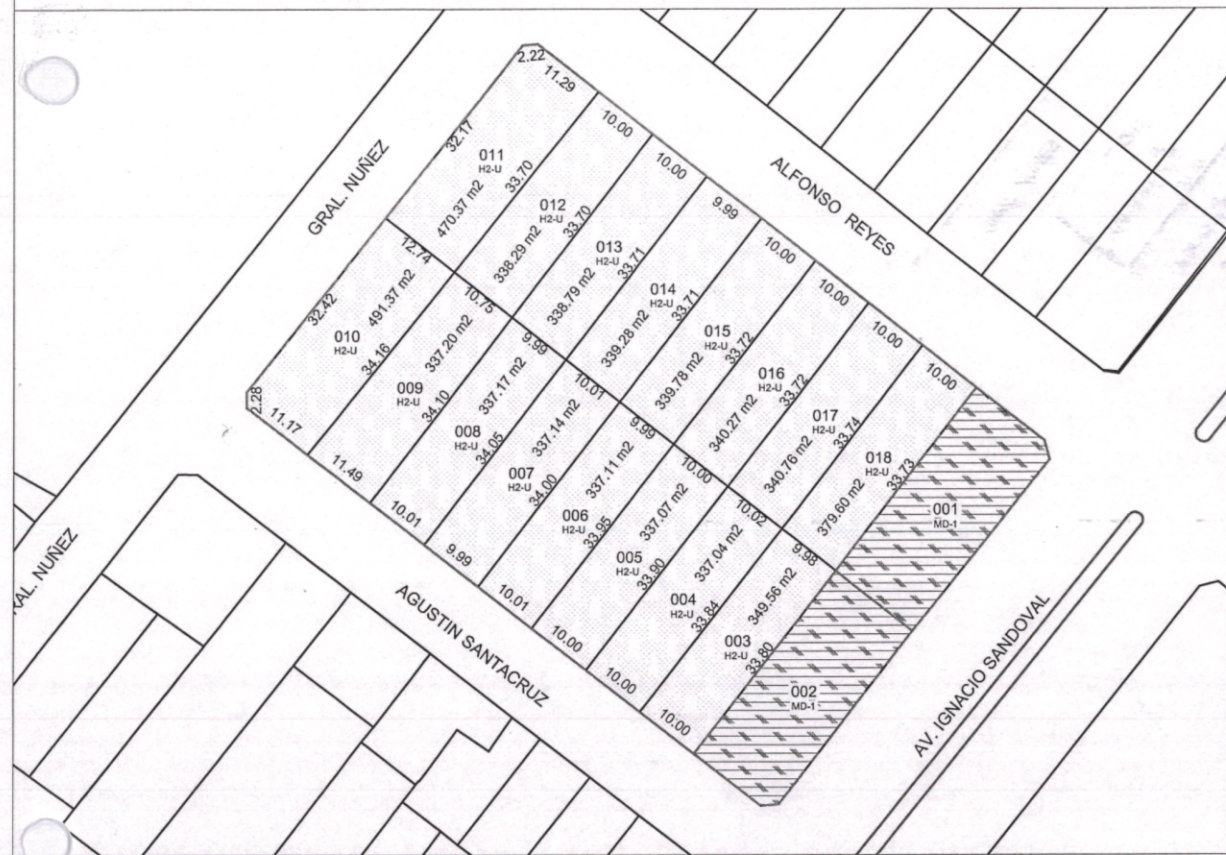 ALFONSO REYES
GRAL. NUÑEZ
2.22
11.29
10.00
10.00
9.99
10.00
10.00
10.00
10.00
32.17
011
H2-U
470.37 m2
33.70
012
H2-U
338.29 m2
33.70
013
H2-U
338.79 m2
33.71
014
H2-U
339.28 m2
33.71
015
H2-U
339.78 m2
33.72
016
H2-U
340.27 m2
33.72
017
H2-U
340.76 m2
33.74
018
H2-U
379.60 m2
33.73
001
MD-1
12.74
10.75
9.99
10.01
9.99
10.00
10.02
9.98
32.42
010
H2-U
491.37 m2
34.16
009
H2-U
337.20 m2
34.10
008
H2-U
337.17 m2
34.05
007
H2-U
337.14 m2
34.00
006
H2-U
337.11 m2
33.95
005
H2-U
337.07 m2
33.90
004
H2-U
337.04 m2
33.84
003
H2-U
349.56 m2
33.80
002
MD-1
2.28
11.17
11.49
10.01
9.99
10.01
10.00
10.00
10.00
RAL. NUÑEZ
AGUSTIN SANTACRUZ
AV. IGNACIO SANDOVAL